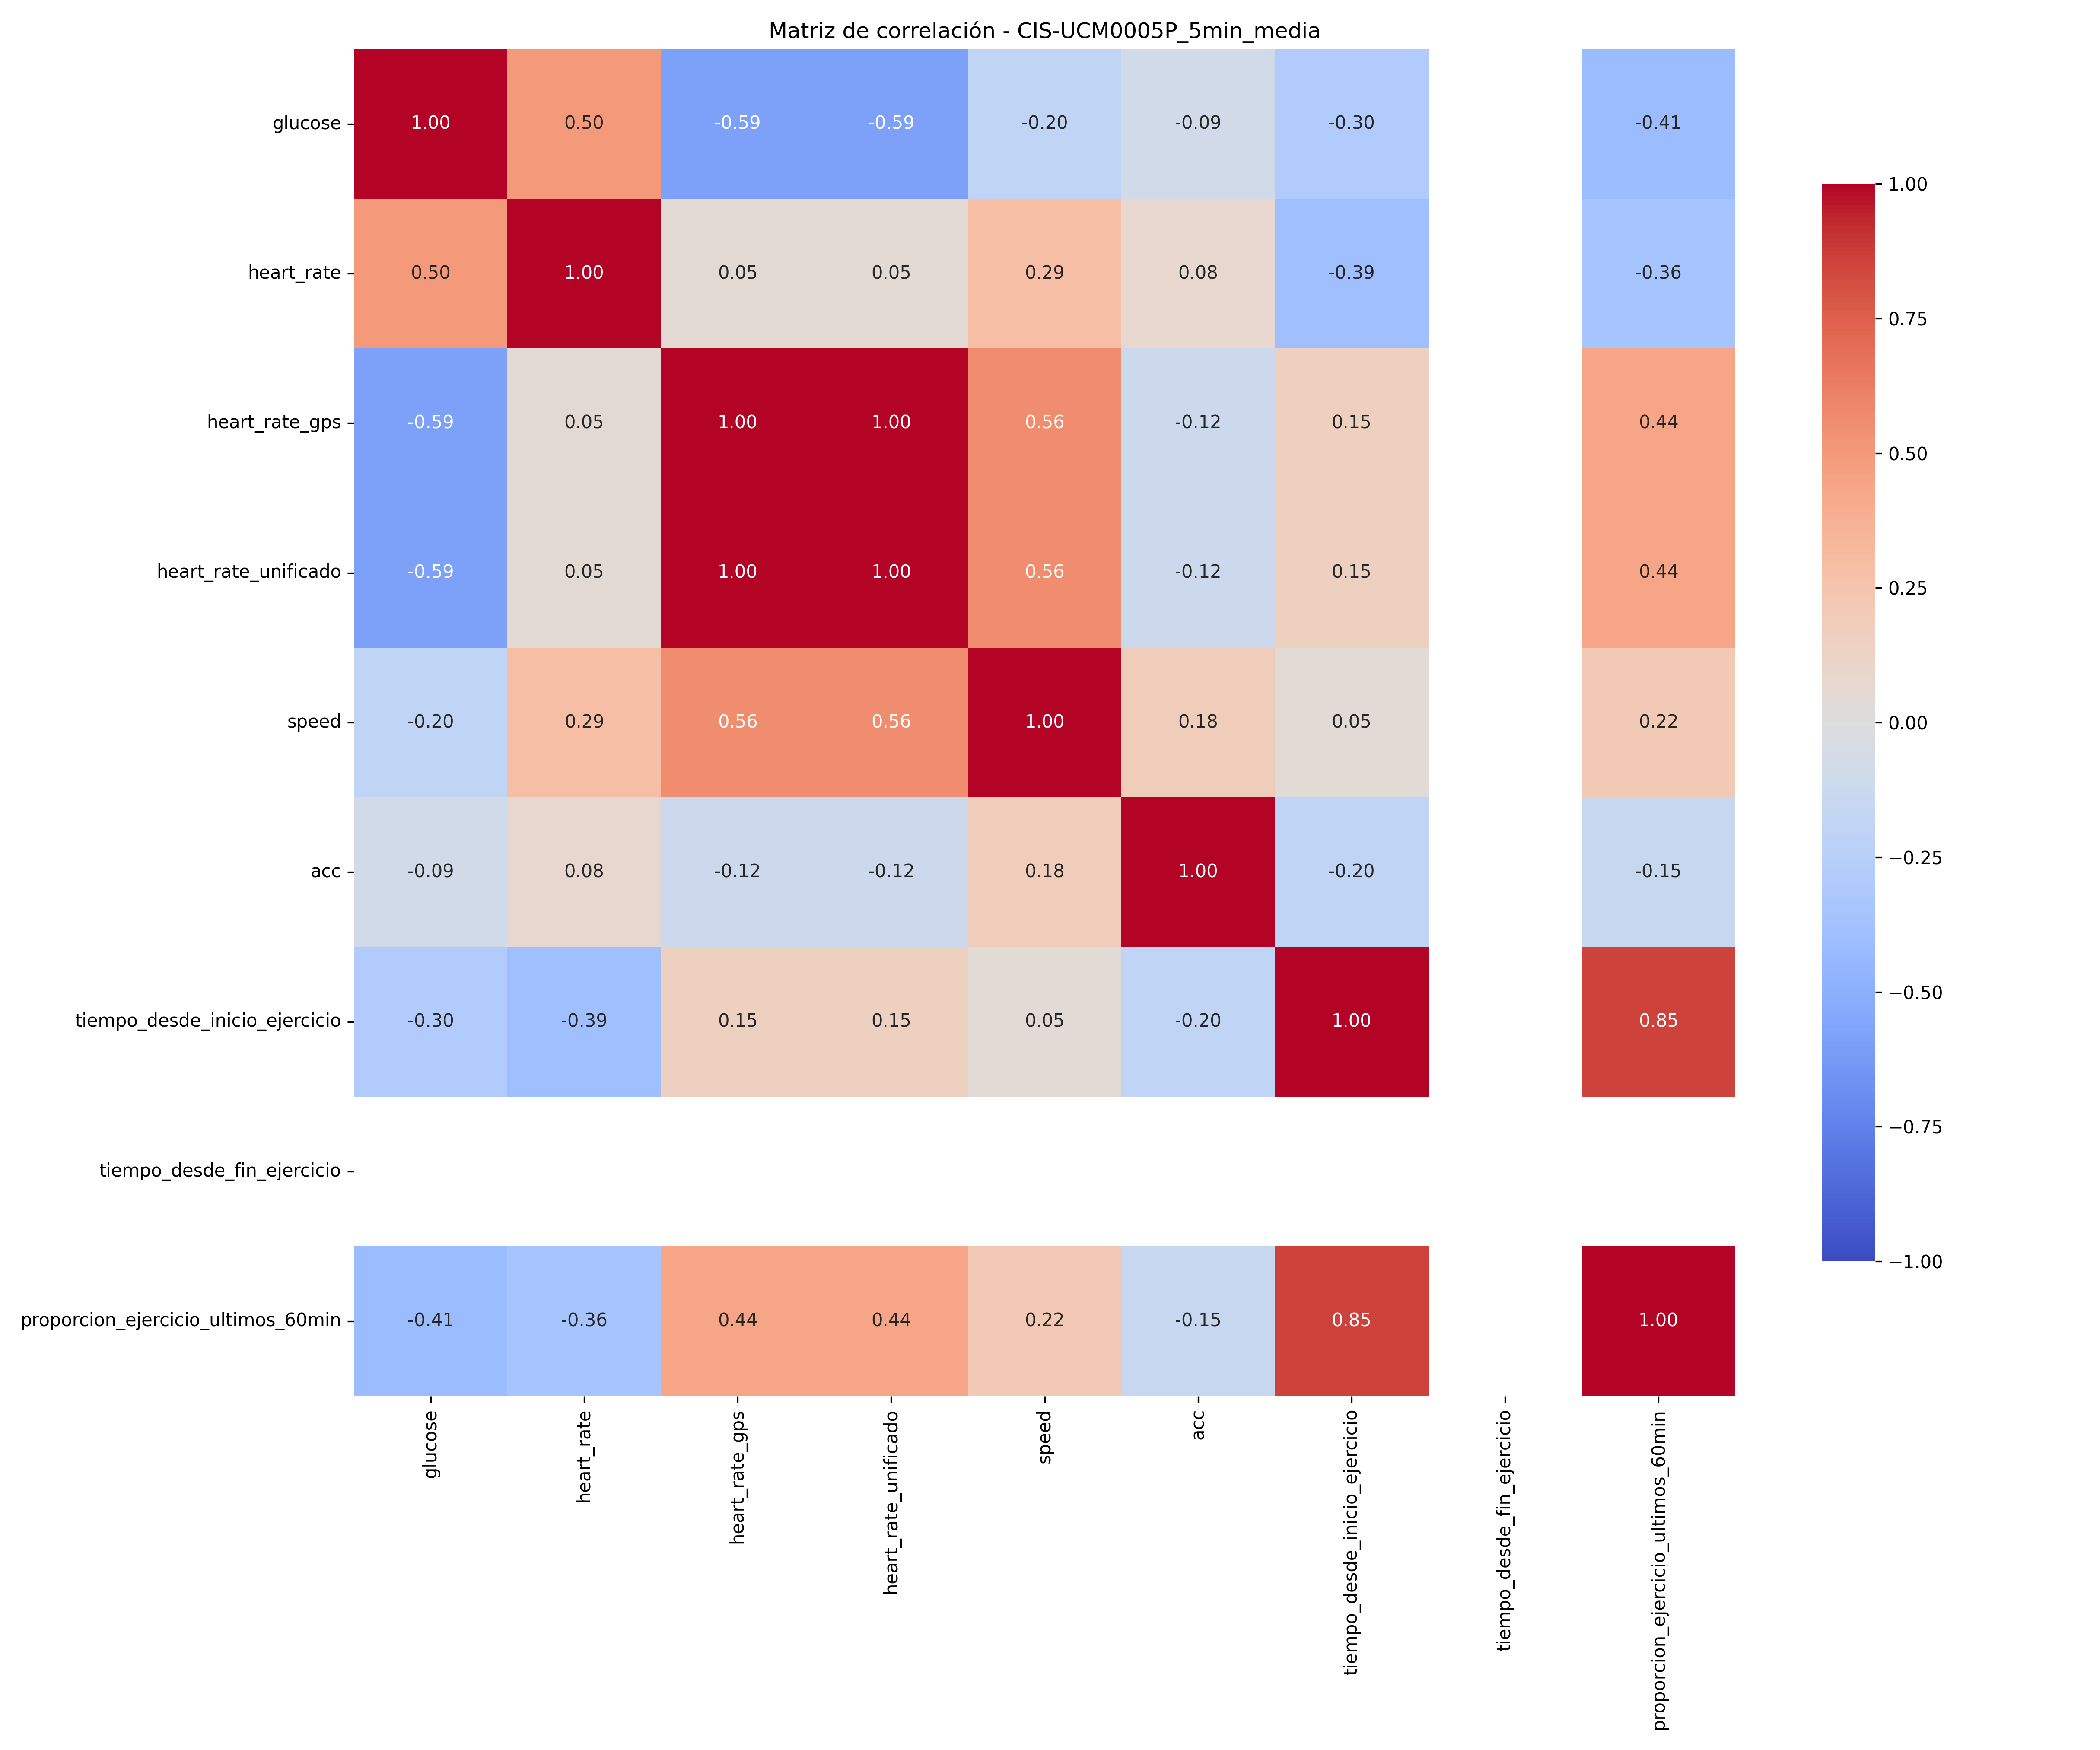 Matriz de correlación - CIS-UCM0005P_5min_media
glucose 1.00 0.50 -0.59 -0.59 -0.20 -0.09 -0.30 -0.41
heart_rate 0.50 1.00 0.05 0.05 0.29 0.08 -0.39 -0.36
heart_rate_gps -0.59 0.05 1.00 1.00 0.56 -0.12 0.15 0.44
heart_rate_unificado -0.59 0.05 1.00 1.00 0.56 -0.12 0.15 0.44
speed -0.20 0.29 0.56 0.56 1.00 0.18 0.05 0.22
acc -0.09 0.08 -0.12 -0.12 0.18 1.00 -0.20 -0.15
tiempo_desde_inicio_ejercicio -0.30 -0.39 0.15 0.15 0.05 -0.20 1.00 0.85
tiempo_desde_fin_ejercicio
proporcion_ejercicio_ultimos_60min -0.41 -0.36 0.44 0.44 0.22 -0.15 0.85 1.00
glucose
heart_rate
heart_rate_gps
heart_rate_unificado
speed
acc
tiempo_desde_inicio_ejercicio
tiempo_desde_fin_ejercicio
proporcion_ejercicio_ultimos_60min
1.00
0.75
0.50
0.25
0.00
−0.25
−0.50
−0.75
−1.00